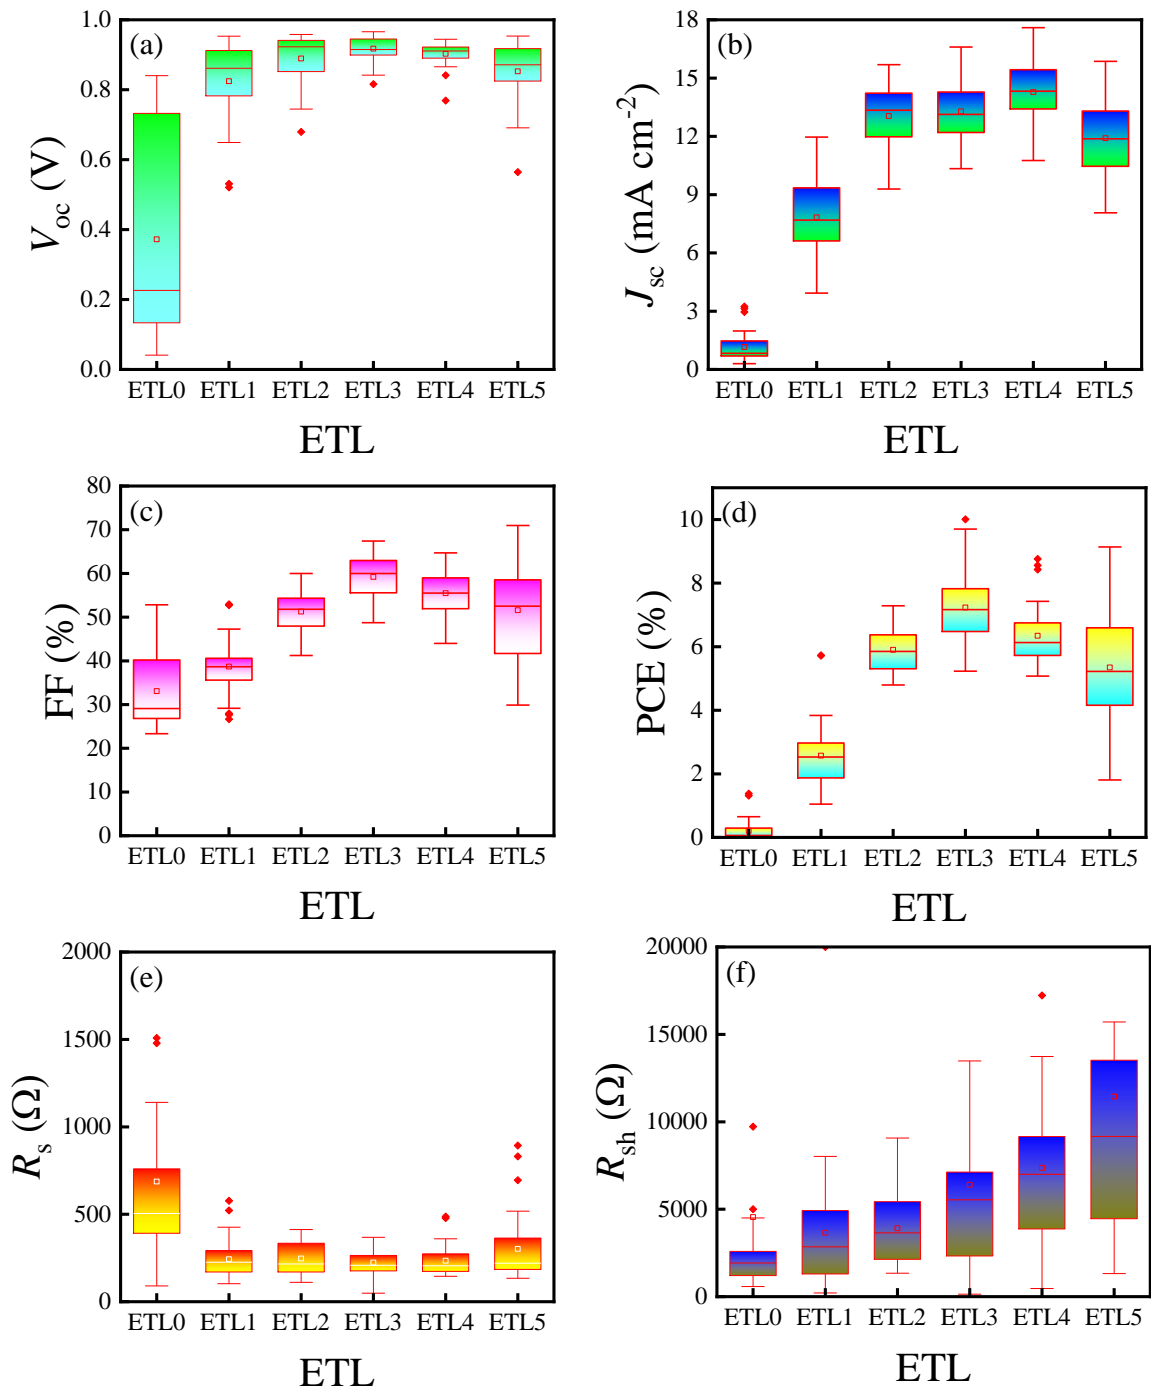 (a)
1.0
0.8
0.6
0.4
0.2
0.0
V_oc (V)
ETL0 ETL1 ETL2 ETL3 ETL4 ETL5
ETL
(b)
18
15
12
9
6
3
0
J_sc (mA cm^-2)
ETL0 ETL1 ETL2 ETL3 ETL4 ETL5
ETL
(c)
80
70
60
50
40
30
20
10
0
FF (%)
ETL0 ETL1 ETL2 ETL3 ETL4 ETL5
ETL
(d)
10
8
6
4
2
0
PCE (%)
ETL0 ETL1 ETL2 ETL3 ETL4 ETL5
ETL
(e)
2000
1500
1000
500
0
R_s (Ω)
ETL0 ETL1 ETL2 ETL3 ETL4 ETL5
ETL
(f)
20000
15000
10000
5000
0
R_sh (Ω)
ETL0 ETL1 ETL2 ETL3 ETL4 ETL5
ETL